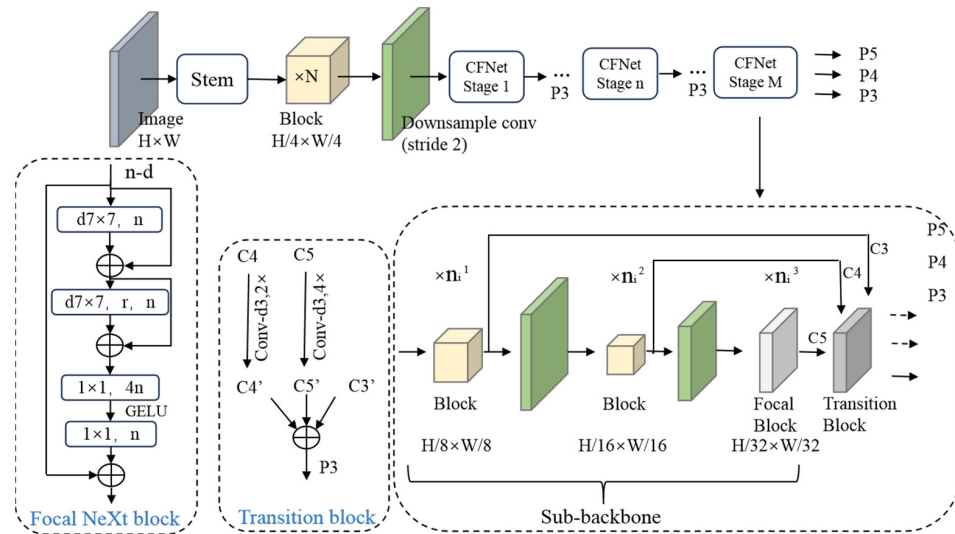 Image
H×W
Stem
×N
Block
H/4×W/4
Downsample conv
(stride 2)
CFNet
Stage 1
...
P3
CFNet
Stage n
...
P3
CFNet
Stage M
P5
P4
P3
n-d
d7×7, n
d7×7, r, n
1×1, 4n
GELU
1×1, n
Focal NeXt block
C4
C5
Conv-d3,2×
Conv-d3,4×
C4’
C5’
C3’
P3
Transition block
×nᵢ¹
Block
H/8×W/8
×nᵢ²
Block
H/16×W/16
×nᵢ³
Focal
Block
H/32×W/32
C3
C4
C5
Transition
Block
P5
P4
P3
Sub-backbone